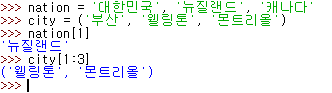 >>> nation = '대한민국', '뉴질랜드', '캐나다'
>>> city = ('부산', '웰링톤', '몬트리올')
>>> nation[1]
'뉴질랜드'
>>> city[1:3]
('웰링톤', '몬트리올')
>>>